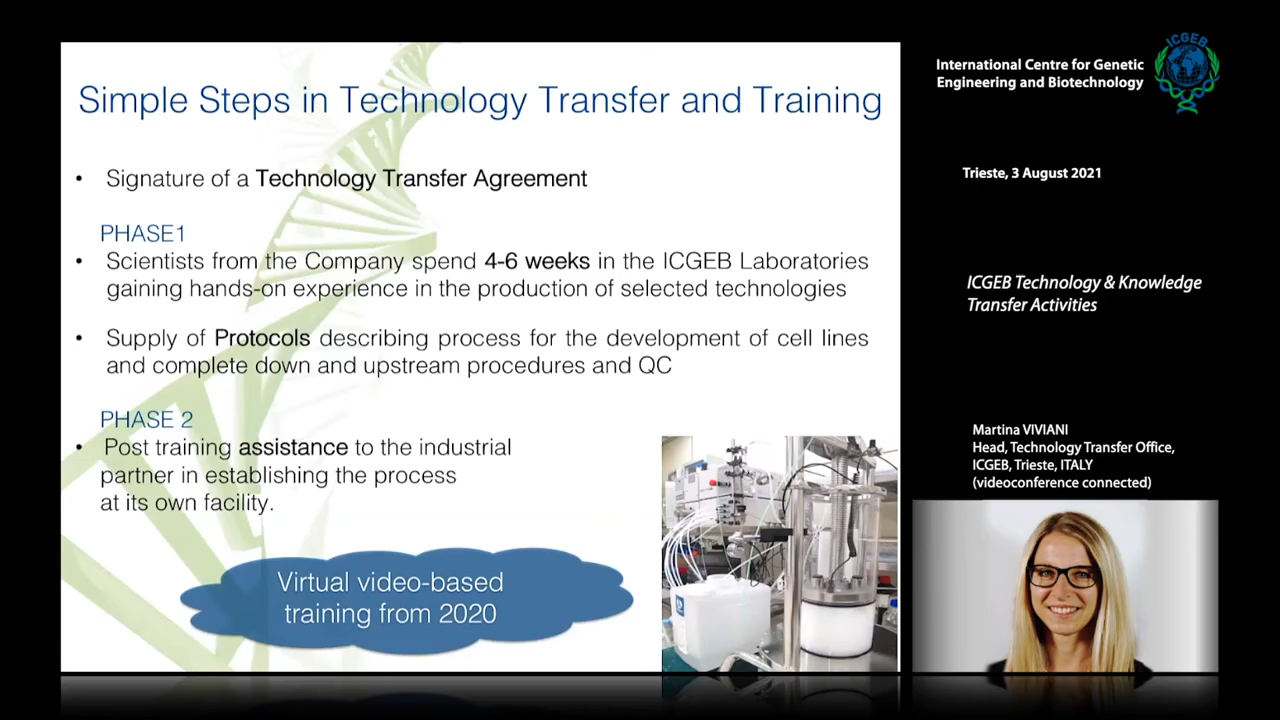 Simple Steps in Technology Transfer and Training
• Signature of a Technology Transfer Agreement
PHASE1
• Scientists from the Company spend 4-6 weeks in the ICGEB Laboratories
gaining hands-on experience in the production of selected technologies
• Supply of Protocols describing process for the development of cell lines
and complete down and upstream procedures and QC
PHASE 2
• Post training assistance to the industrial
partner in establishing the process
at its own facility.
Virtual video-based
training from 2020
International Centre for Genetic
Engineering and Biotechnology
ICGEB
Trieste, 3 August 2021
ICGEB Technology & Knowledge
Transfer Activities
Martina VIVIANI
Head, Technology Transfer Office,
ICGEB, Trieste, ITALY
(videoconference connected)